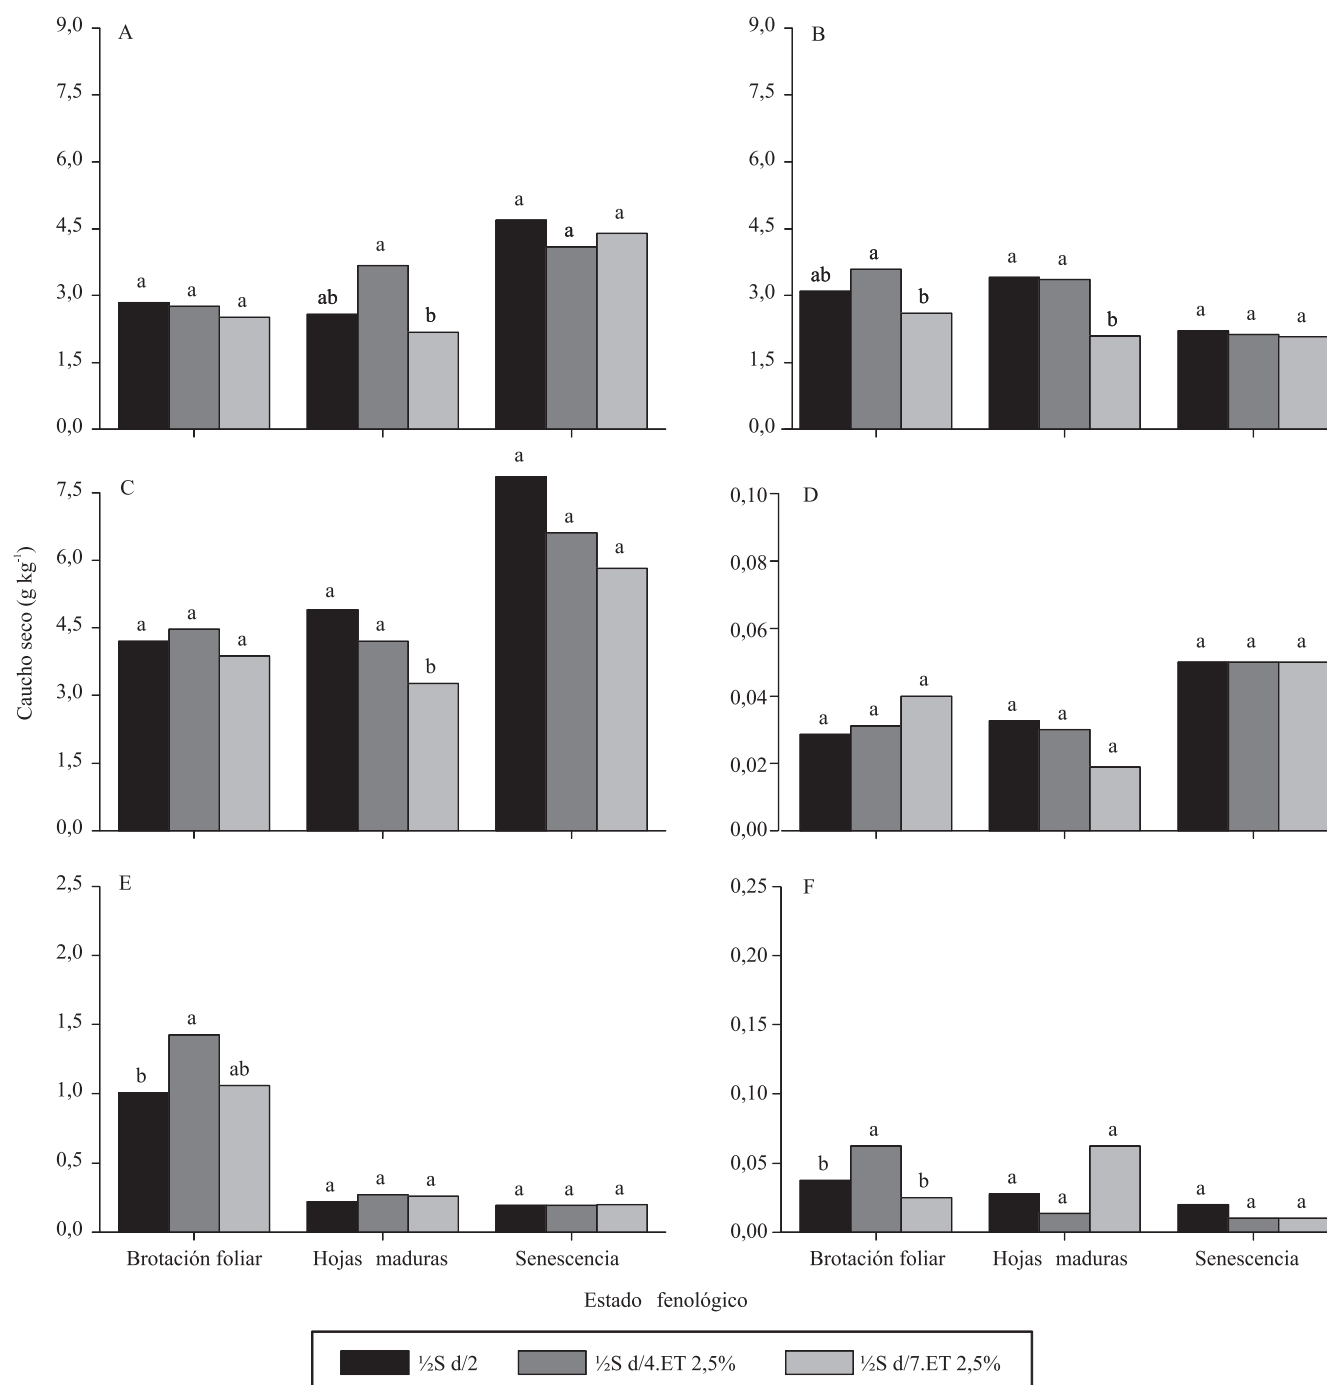 A
9,0
7,5
6,0
4,5
3,0
1,5
0,0
a a a
ab a b
a a a
B
9,0
7,5
6,0
4,5
3,0
1,5
0,0
ab a b
a a b
a a a
Caucho seco (g kg-1)
C
7,5
6,0
4,5
3,0
1,5
0,0
a a a
a a b
a a a
D
0,10
0,08
0,06
0,04
0,02
0,00
a a a
a a a
a a a
E
2,5
2,0
1,5
1,0
0,5
0,0
b a ab
a a a
a a a
Brotación foliar Hojas maduras Senescencia
F
0,25
0,20
0,15
0,10
0,05
0,00
b a b
a a a
a a a
Brotación foliar Hojas maduras Senescencia
Estado fenológico
½S d/2 ½S d/4.ET 2,5% ½S d/7.ET 2,5%